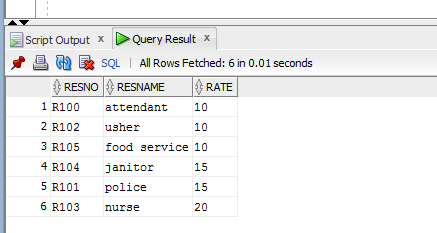 Script Output x Query Result x
SQL | All Rows Fetched: 6 in 0.01 seconds
RESNO RESNAME RATE
1 R100 attendant 10
2 R102 usher 10
3 R105 food service 10
4 R104 janitor 15
5 R101 police 15
6 R103 nurse 20